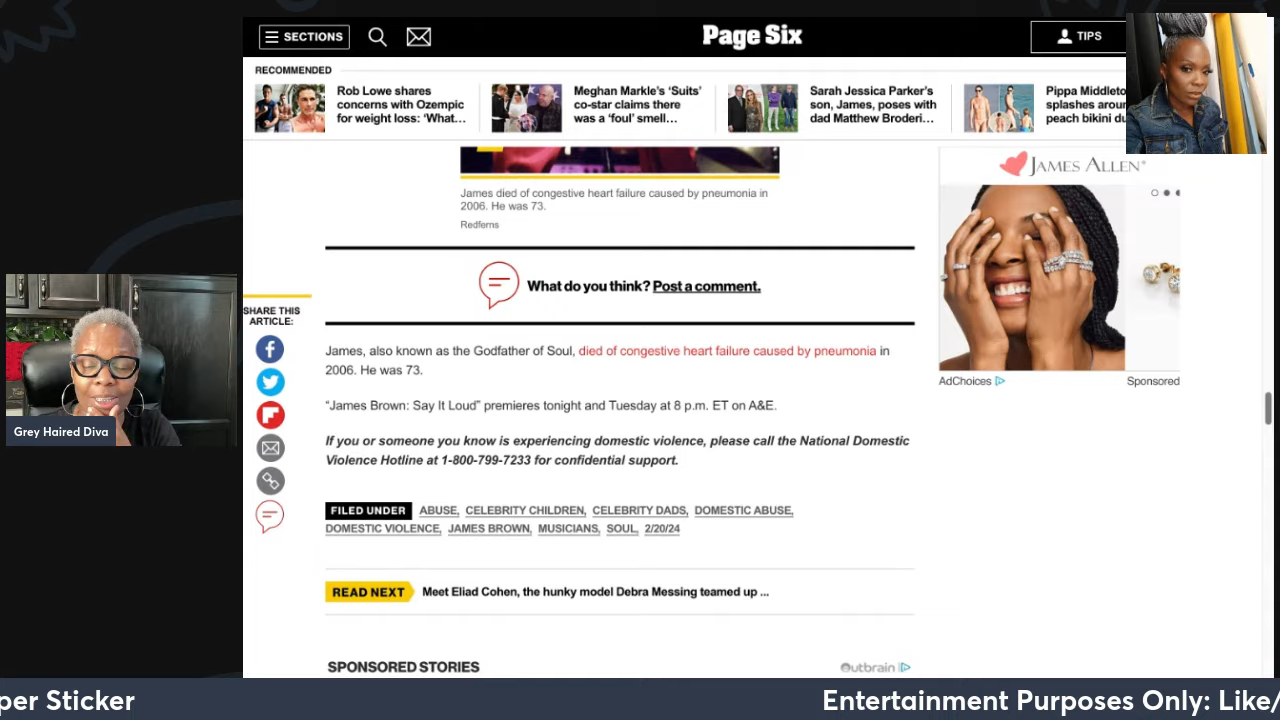 SECTIONS
Page Six
TIPS
RECOMMENDED
Rob Lowe shares
concerns with Ozempic
for weight loss: ‘What...
Meghan Markle’s ‘Suits’
co-star claims there
was a ‘foul’ smell...
Sarah Jessica Parker’s
son, James, poses with
dad Matthew Broderi...
Pippa Middleto
splashes arou
peach bikini du
JAMES ALLEN®
James died of congestive heart failure caused by pneumonia in
2006. He was 73.
Redferns
What do you think? Post a comment.
SHARE THIS
ARTICLE:
James, also known as the Godfather of Soul, died of congestive heart failure caused by pneumonia in
2006. He was 73.
AdChoices
Sponsored
“James Brown: Say It Loud” premieres tonight and Tuesday at 8 p.m. ET on A&E.
Grey Haired Diva
If you or someone you know is experiencing domestic violence, please call the National Domestic
Violence Hotline at 1-800-799-7233 for confidential support.
FILED UNDER ABUSE, CELEBRITY CHILDREN, CELEBRITY DADS, DOMESTIC ABUSE,
DOMESTIC VIOLENCE, JAMES BROWN, MUSICIANS, SOUL, 2/20/24
READ NEXT Meet Eliad Cohen, the hunky model Debra Messing teamed up ...
SPONSORED STORIES
Outbrain
per Sticker
Entertainment Purposes Only: Like/